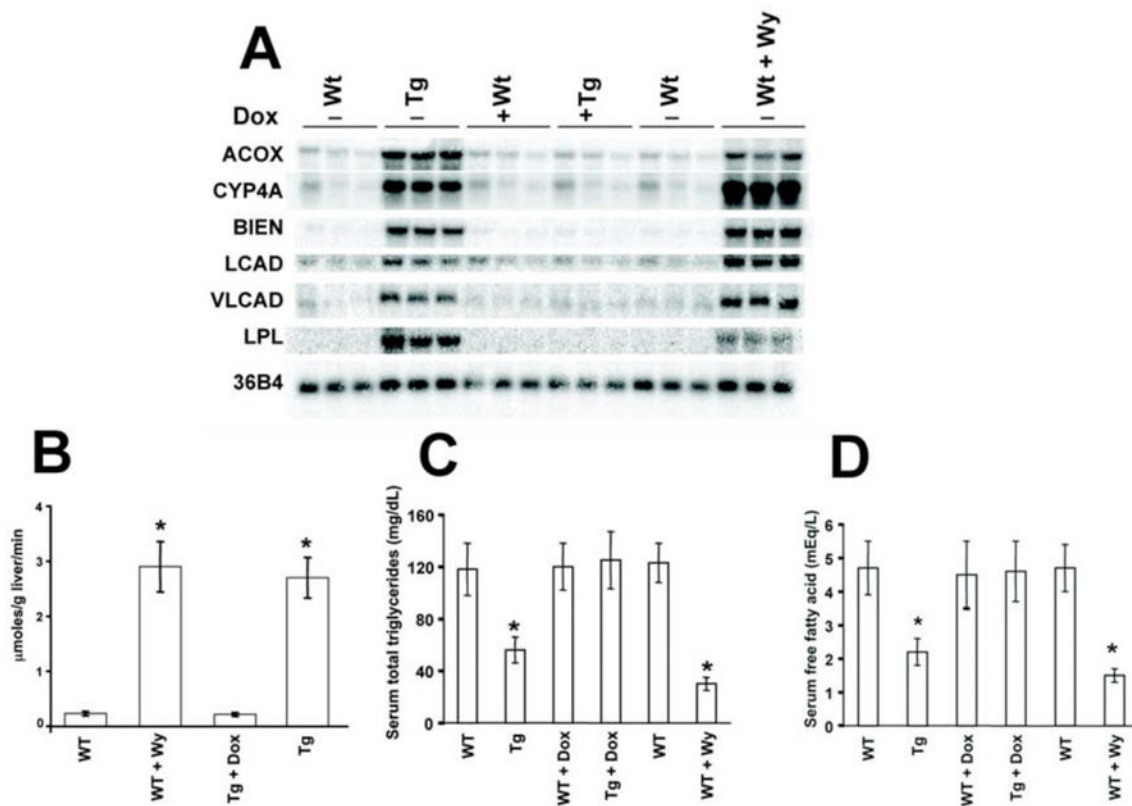 A
Dox
– Wt
– Tg
+Wt
+Tg
– Wt
– Wt + Wy
ACOX
CYP4A
BIEN
LCAD
VLCAD
LPL
36B4
B
µmoles/g liver/min
4
3
2
1
0
WT
WT + Wy
Tg + Dox
Tg
C
Serum total triglycerides (mg/dL)
160
120
80
40
0
WT
Tg
WT + Dox
Tg + Dox
WT
WT + Wy
D
Serum free fatty acid (mEq/L)
6
5
4
3
2
1
0
WT
Tg
WT + Dox
Tg + Dox
WT
WT + Wy